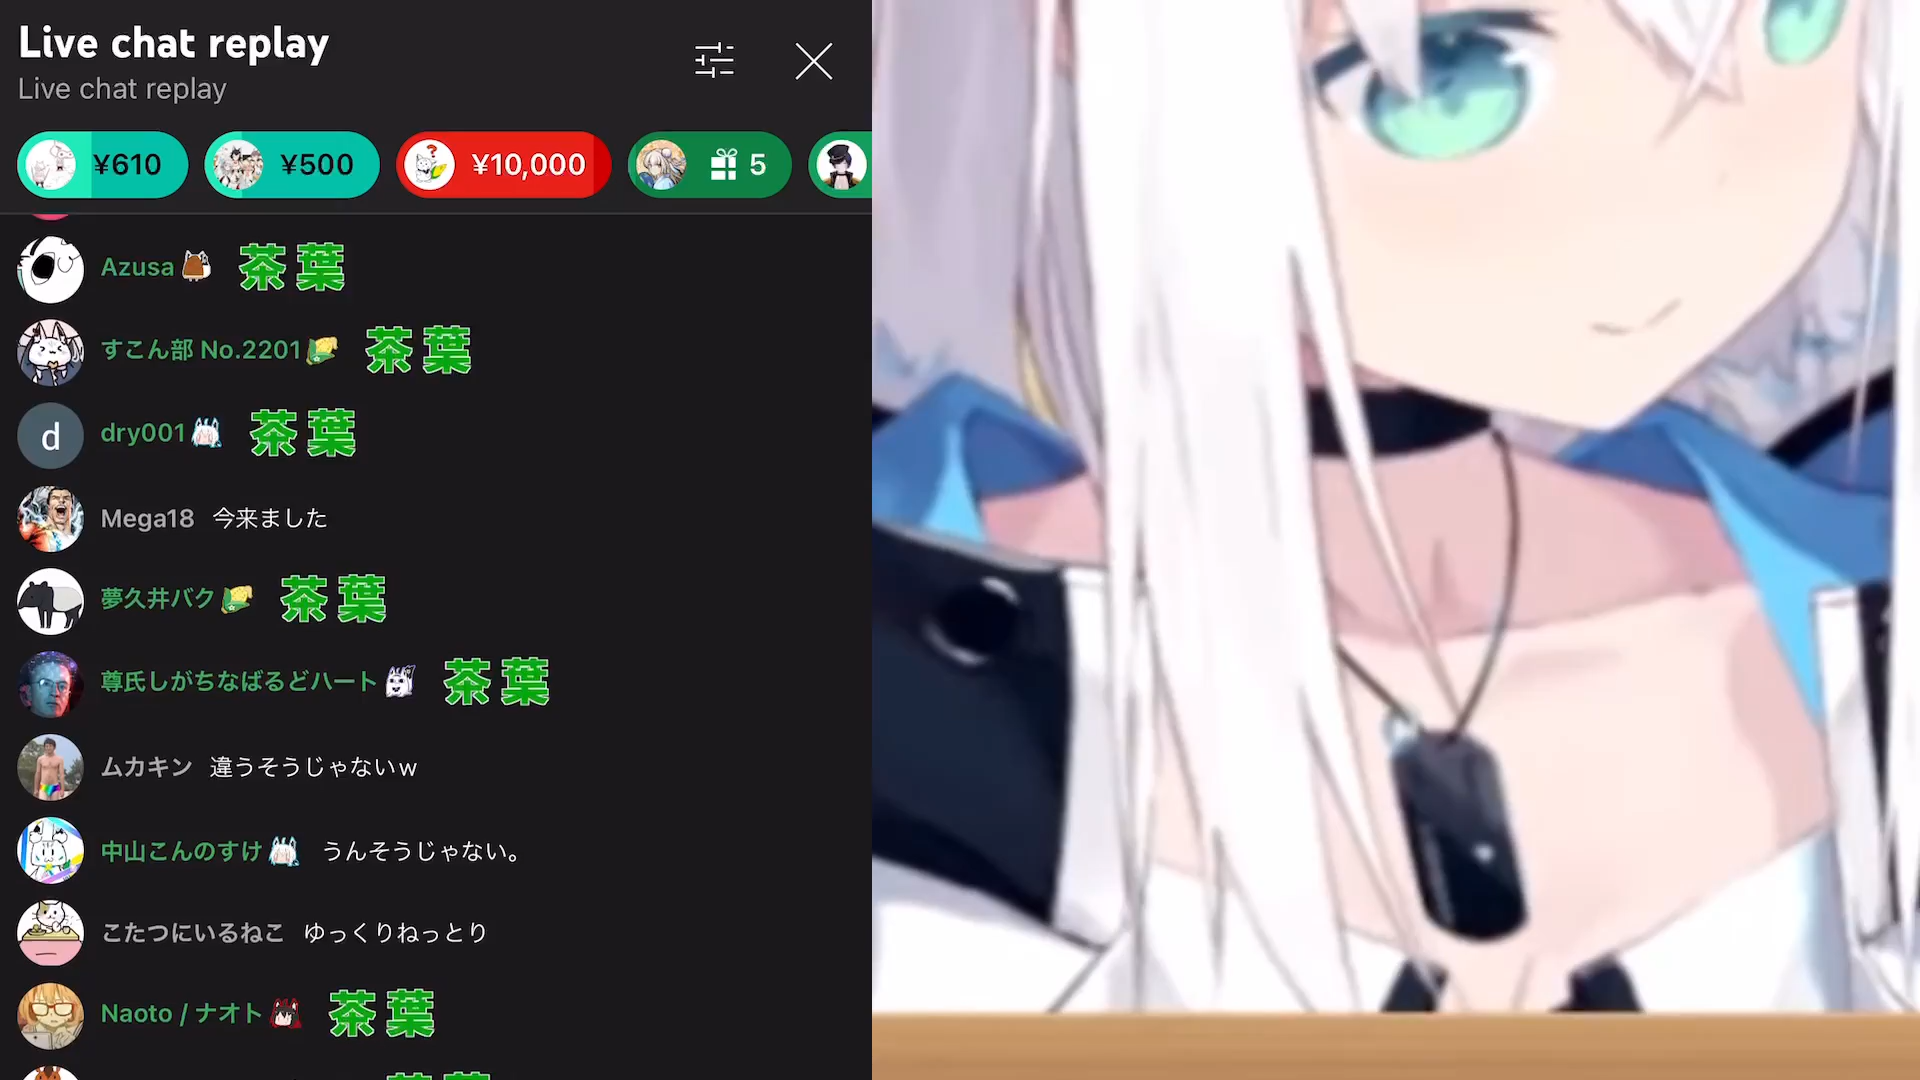 Live chat replay
Live chat replay
¥610 ¥500 ¥10,000 5
Azusa 茶葉
すこん部 No.2201 茶葉
d dry001 茶葉
Mega18 今来ました
夢久井バク 茶葉
尊氏しがちなばるどハート 茶葉
ムカキン 違うそうじゃないw
中山こんのすけ うんそうじゃない。
こたつにいるねこ ゆっくりねっとり
Naoto / ナオト 茶葉